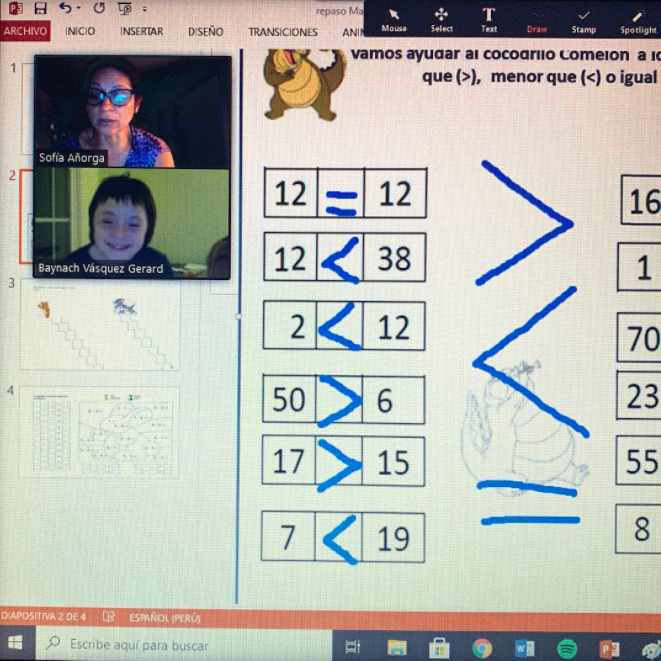 repaso Ma
Mouse Select Text Draw Stamp Spotlight
ARCHIVO INICIO INSERTAR DISEÑO TRANSICIONES ANI
Vamos ayudar al cocodrilo Comelón a
que (>), menor que (<) o igual
1
Sofía Añorga
2
Baynach Vásquez Gerard
3
4
12 = 12
12 < 38
2 < 12
50 > 6
17 > 15
7 < 19
>
<
=
16
1
70
23
55
8
DIAPOSITIVA 2 DE 4 ESPAÑOL (PERÚ)
Escribe aquí para buscar